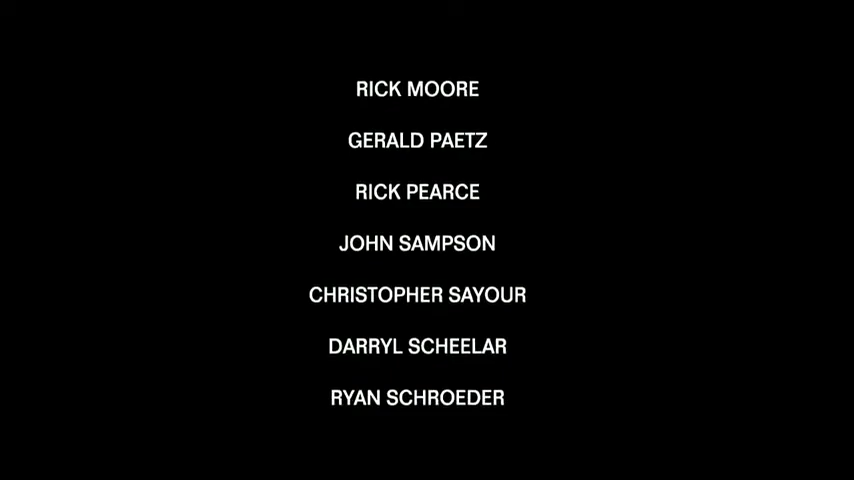 RICK MOORE
GERALD PAETZ
RICK PEARCE
JOHN SAMPSON
CHRISTOPHER SAYOUR
DARRYL SCHEELAR
RYAN SCHROEDER